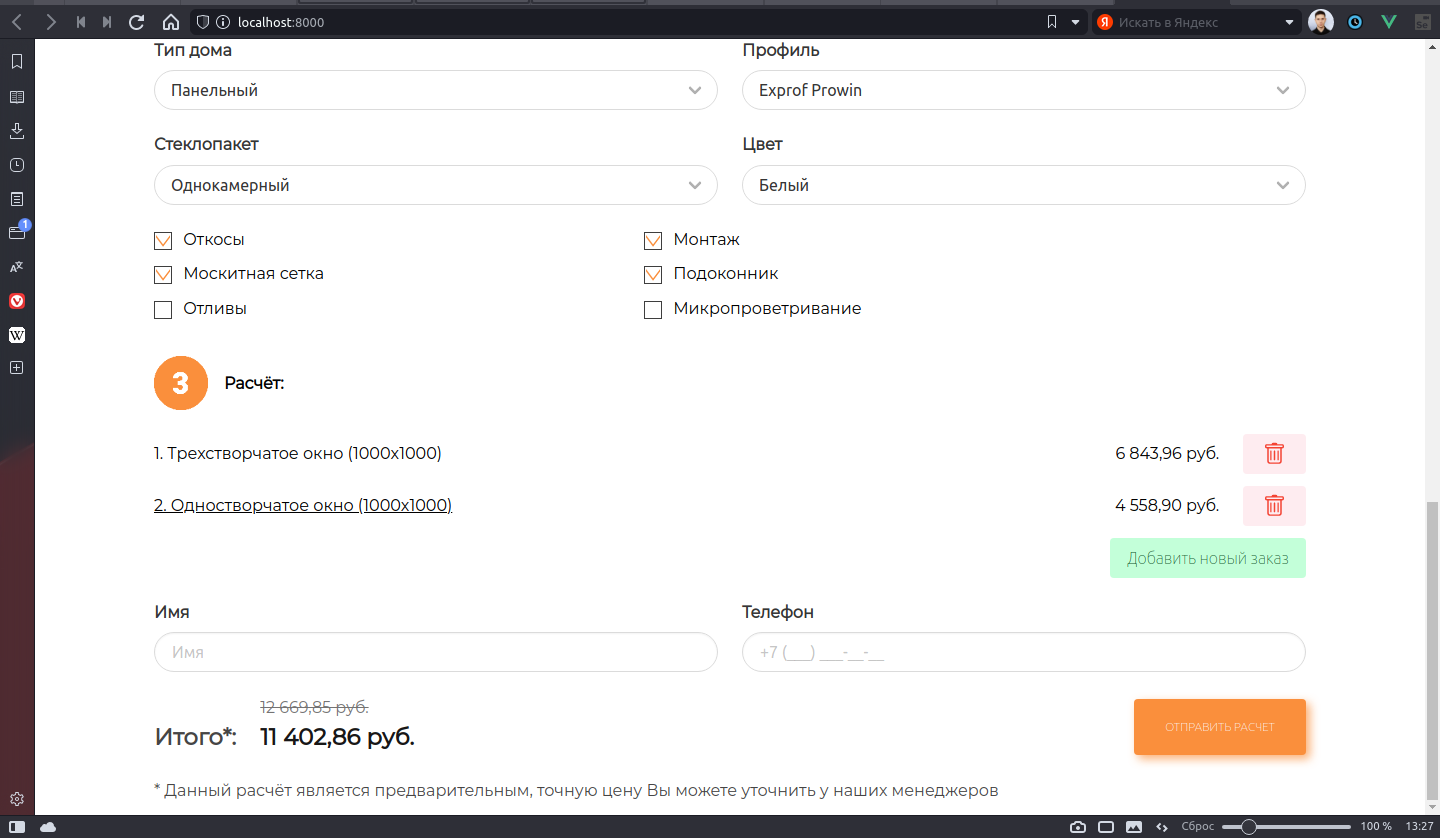 localhost:8000
Искать в Яндекс
Тип дома
Профиль
Панельный
Exprof Prowin
Стеклопакет
Цвет
Однокамерный
Белый
Откосы
Монтаж
Москитная сетка
Подоконник
Отливы
Микропроветривание
3 Расчёт:
1. Трехстворчатое окно (1000x1000) 6 843,96 руб.
2. Одностворчатое окно (1000x1000) 4 558,90 руб.
Добавить новый заказ
Имя
Телефон
Имя
+7 (___) ___-__-__
12 669,85 руб.
Итого*: 11 402,86 руб.
ОТПРАВИТЬ РАСЧЕТ
* Данный расчёт является предварительным, точную цену Вы можете уточнить у наших менеджеров
Сброс 100 % 13:27
1
Я
W
Se